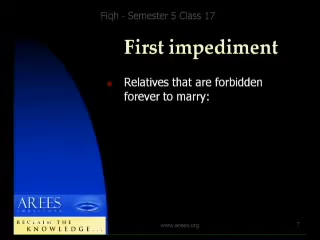 Fiqh - Semester 5 Class 17
First impediment
Relatives that are forbidden
forever to marry:
AREES
INSTITUTE
RECLAIM THE
KNOWLEDGE
www.arees.org
7